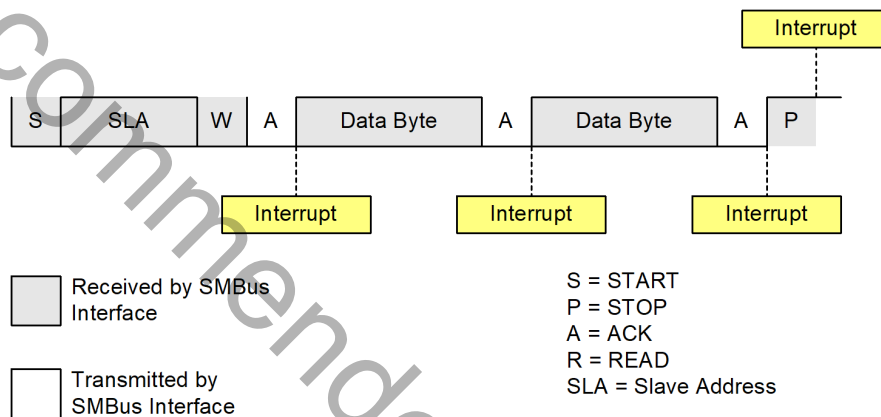 Interrupt
S SLA W A Data Byte A Data Byte A P
Interrupt Interrupt Interrupt
Received by SMBus
Interface
Transmitted by
SMBus Interface
S = START
P = STOP
A = ACK
R = READ
SLA = Slave Address
commende